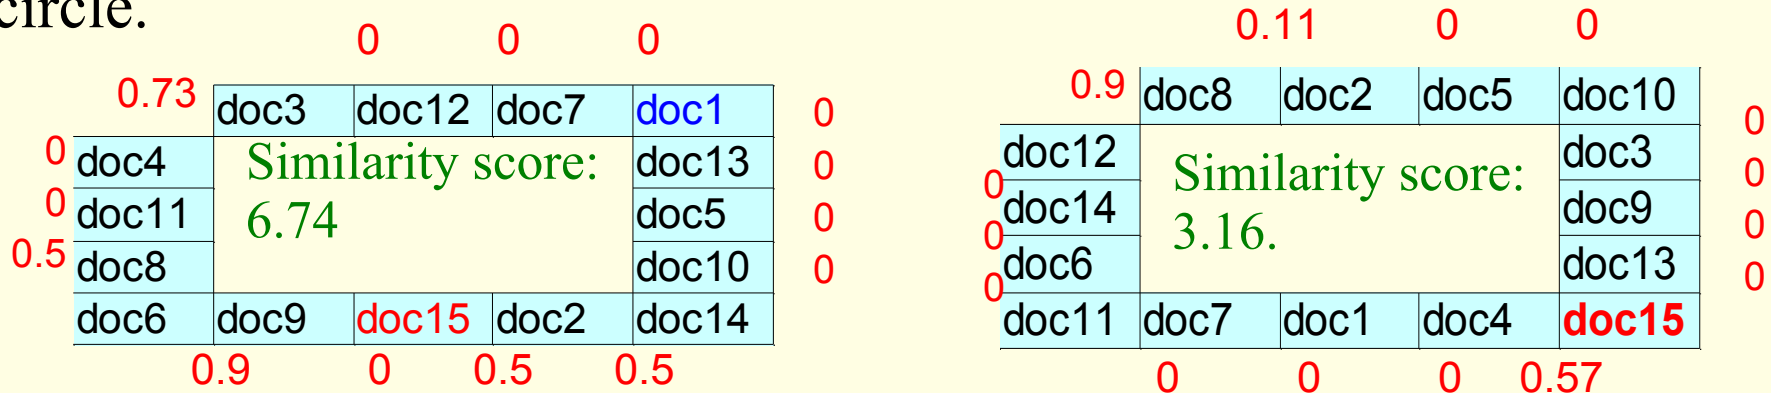 circle.
0 0 0
0.73 doc3 doc12 doc7 doc1 0
0 doc4 Similarity score: doc13 0
0 doc11 6.74 doc5 0
0.5 doc8 doc10 0
doc6 doc9 doc15 doc2 doc14
0.9 0 0.5 0.5
0.11 0 0
0.9 doc8 doc2 doc5 doc10 0
doc12 Similarity score: doc3 0
0 doc14 3.16. doc9 0
0 doc6 doc13 0
0 doc11 doc7 doc1 doc4 doc15
0 0 0 0.57